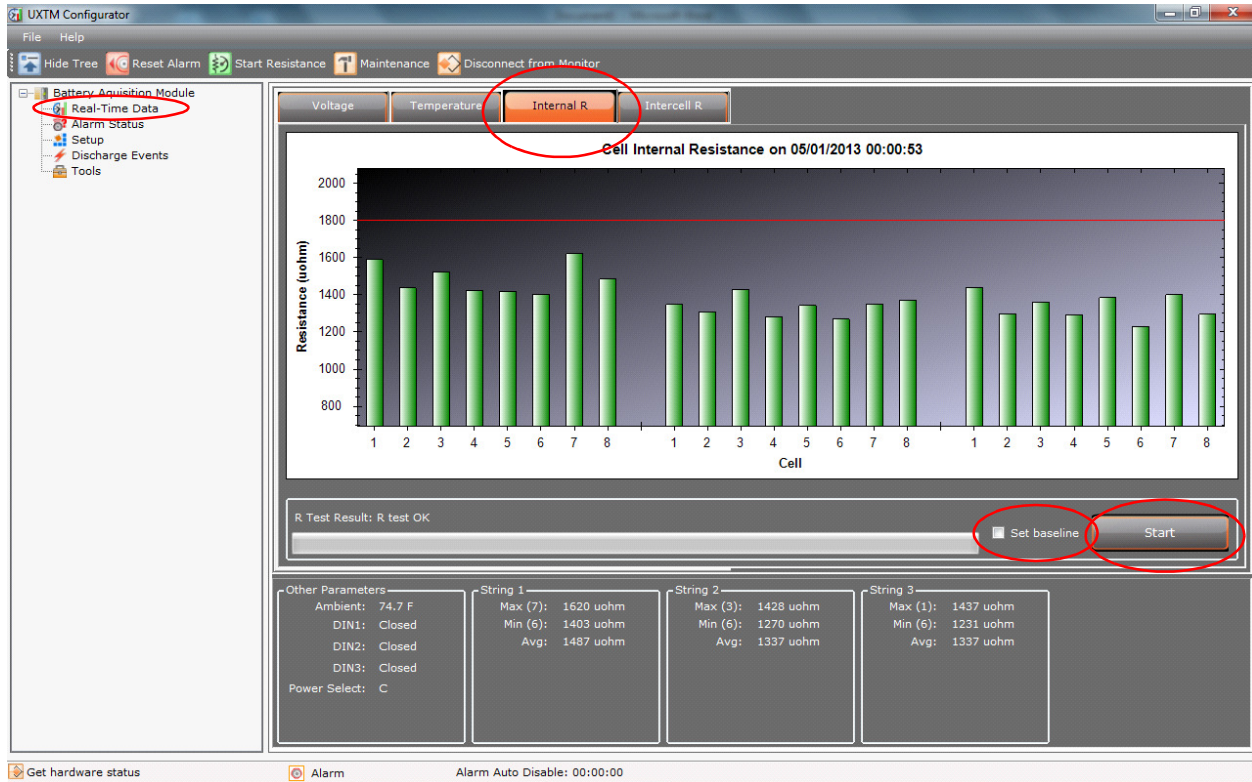 UXTM Configurator
File Help
Hide Tree Reset Alarm Start Resistance Maintenance Disconnect from Monitor
Battery Aquisition Module
Real-Time Data
Alarm Status
Setup
Discharge Events
Tools
Voltage Temperature Internal R Intercell R
Cell Internal Resistance on 05/01/2013 00:00:53
Resistance (uohm)
2000
1800
1600
1400
1200
1000
800
1 2 3 4 5 6 7 8 1 2 3 4 5 6 7 8 1 2 3 4 5 6 7 8
Cell
R Test Result: R test OK
Set baseline Start
Other Parameters
Ambient: 74.7 F
DIN1: Closed
DIN2: Closed
DIN3: Closed
Power Select: C
String 1
Max (7): 1620 uohm
Min (6): 1403 uohm
Avg: 1487 uohm
String 2
Max (3): 1428 uohm
Min (6): 1270 uohm
Avg: 1337 uohm
String 3
Max (1): 1437 uohm
Min (6): 1231 uohm
Avg: 1337 uohm
Get hardware status Alarm Alarm Auto Disable: 00:00:00